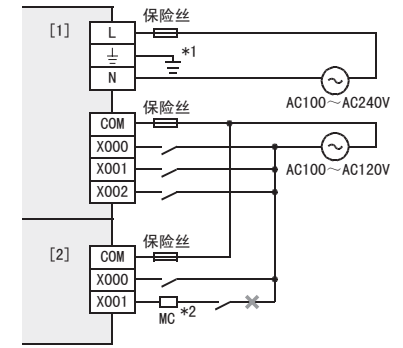 [1]
L
保险丝
*1
N
AC100～AC240V
COM
保险丝
X000
X001
AC100～AC120V
X002
[2]
COM
保险丝
X000
X001
MC *2